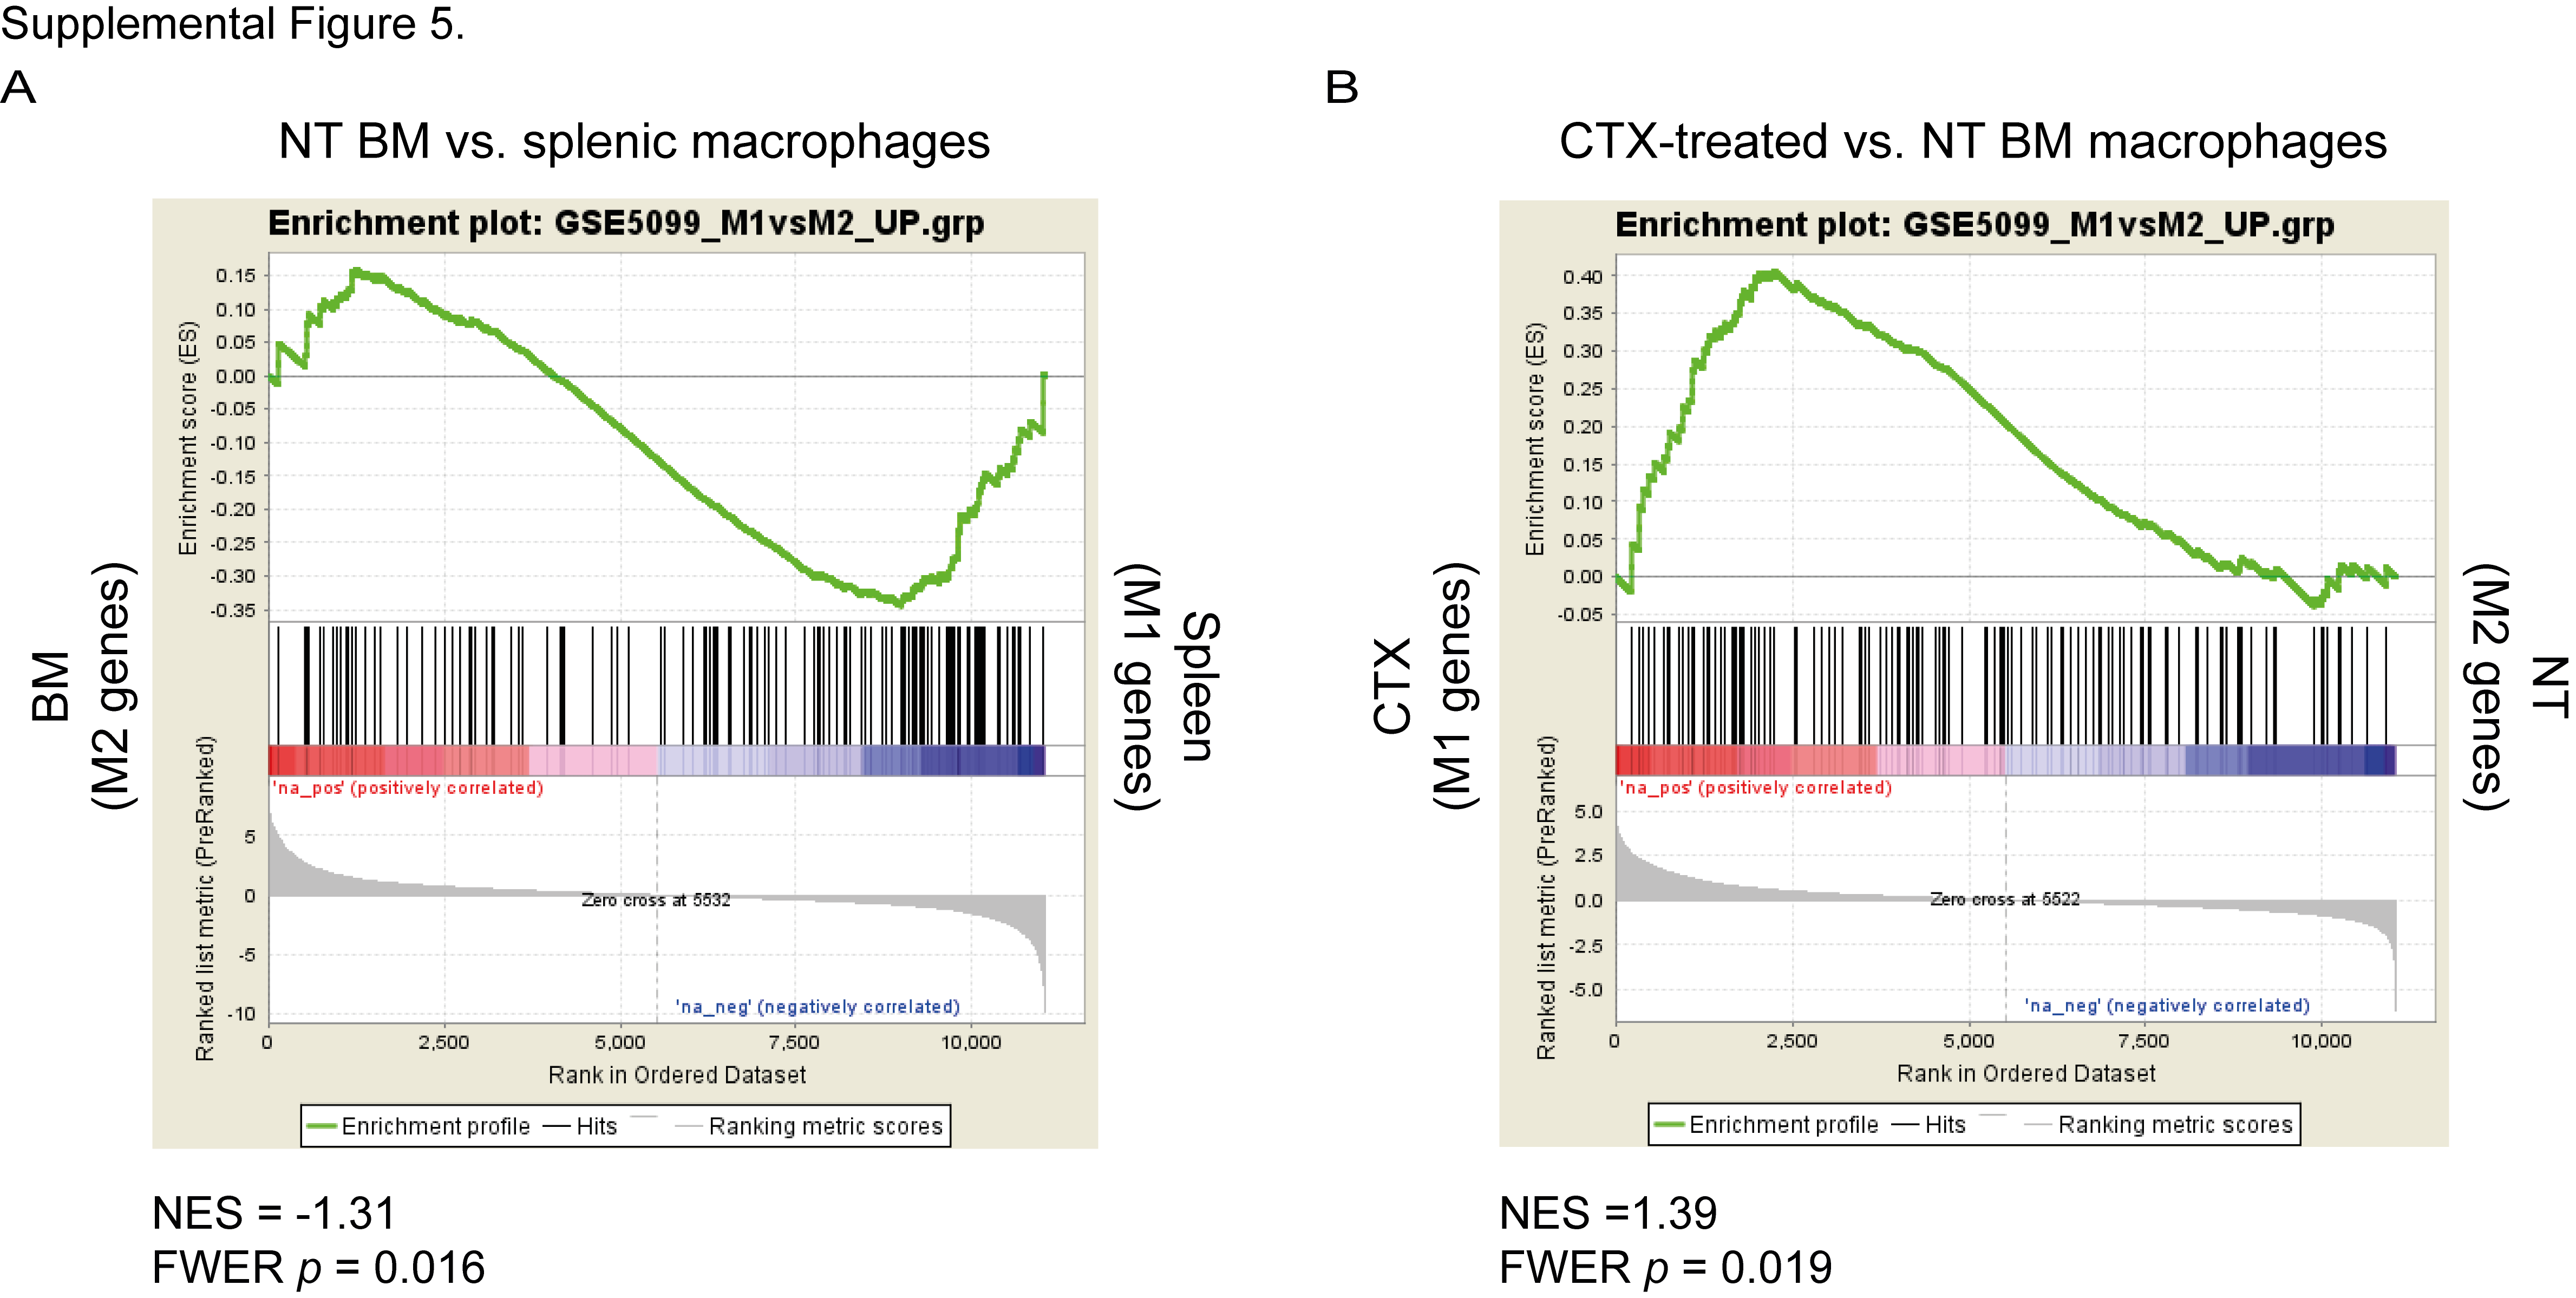 Supplemental Figure 5.
A
NT BM vs. splenic macrophages
Enrichment plot: GSE5099_M1vsM2_UP.grp
Enrichment score (ES)
0.15
0.10
0.05
0.00
-0.05
-0.10
-0.15
-0.20
-0.25
-0.30
-0.35
BM
(M2 genes)
Spleen
(M1 genes)
'na_pos' (positively correlated)
Ranked list metric (PreRanked)
5
0
-5
-10
Zero cross at 5532
'na_neg' (negatively correlated)
0 2,500 5,000 7,500 10,000
Rank in Ordered Dataset
Enrichment profile Hits Ranking metric scores
NES = -1.31
FWER p = 0.016
B
CTX-treated vs. NT BM macrophages
Enrichment plot: GSE5099_M1vsM2_UP.grp
Enrichment score (ES)
0.40
0.35
0.30
0.25
0.20
0.15
0.10
0.05
0.00
-0.05
CTX
(M1 genes)
NT
(M2 genes)
'na_pos' (positively correlated)
Ranked list metric (PreRanked)
5.0
2.5
0.0
-2.5
-5.0
Zero cross at 5522
'na_neg' (negatively correlated)
0 2,500 5,000 7,500 10,000
Rank in Ordered Dataset
Enrichment profile Hits Ranking metric scores
NES =1.39
FWER p = 0.019